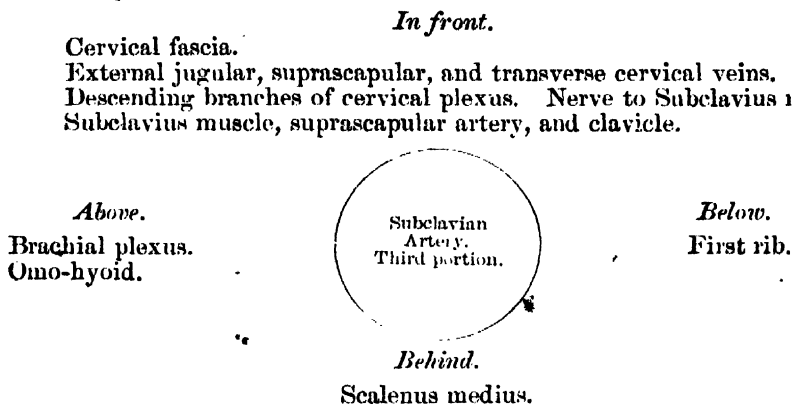 In front.
Cervical fascia.
External jugular, suprascapular, and transverse cervical veins.
Descending branches of cervical plexus. Nerve to Subclavius
Subclavius muscle, suprascapular artery, and clavicle.
Above.
Brachial plexus.
Omo-hyoid.
Subclavian
Artery.
Third portion.
Below.
First rib.
Behind.
Scalenus medius.